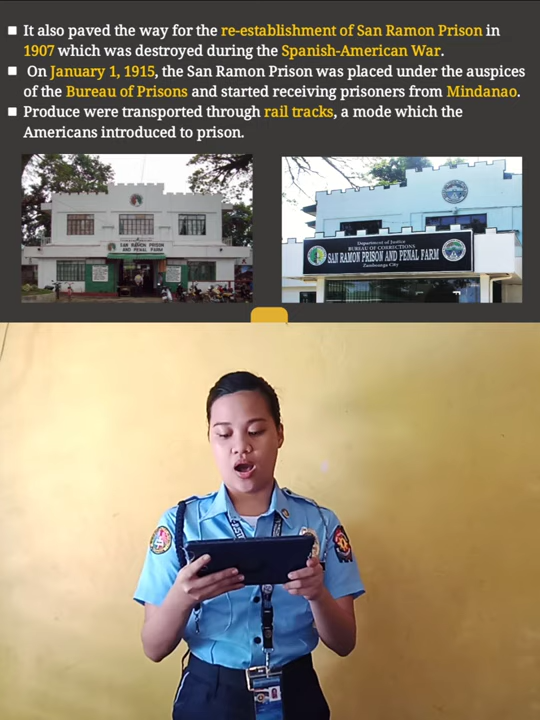 It also paved the way for the re-establishment of San Ramon Prison in
1907 which was destroyed during the Spanish-American War.
On January 1, 1915, the San Ramon Prison was placed under the auspices
of the Bureau of Prisons and started receiving prisoners from Mindanao.
Produce were transported through rail tracks, a mode which the
Americans introduced to prison.
SAN RAMON PRISON
AND PENAL FARM
Department of Justice
BUREAU OF CORRECTIONS
SAN RAMON PRISON AND PENAL FARM
Zamboanga City